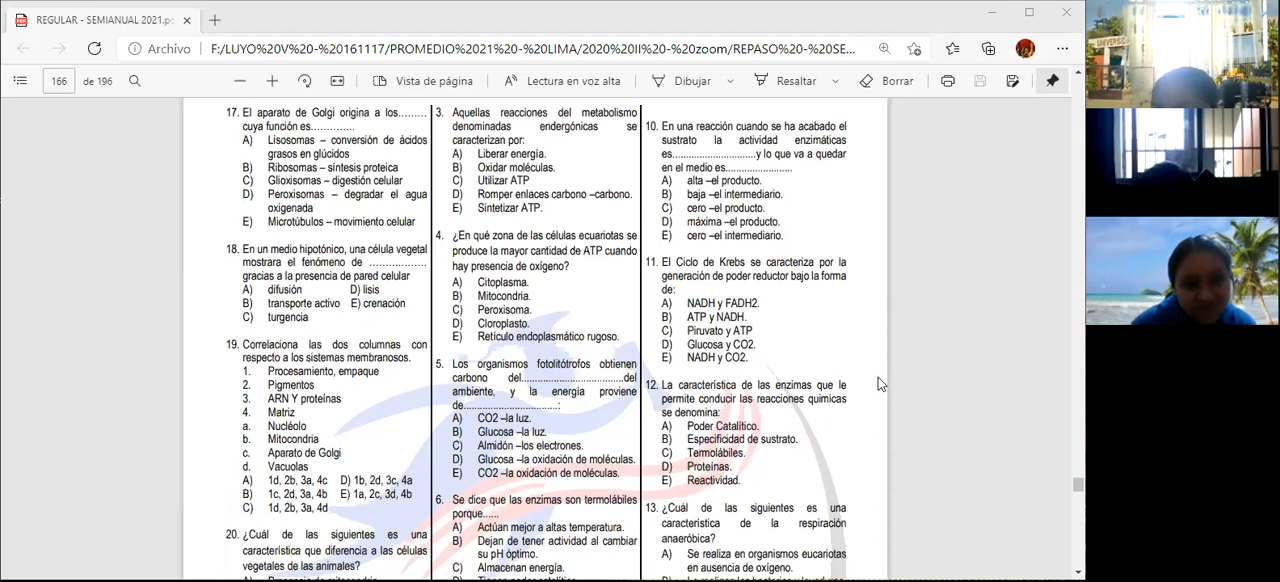 REGULAR - SEMIANUAL 2021.pd
Archivo F:/LUYO%20V%20-%20161117/PROMEDIO%2021%20-%20LIMA/2020%20II%20-%20zoom/REPASO%20-%20SE...
166 de 196 Vista de página Lectura en voz alta Dibujar Resaltar Borrar
17. El aparato de Golgi origina a los.........
cuya función es.............
A) Lisosomas – conversión de ácidos
grasos en glúcidos
B) Ribosomas – síntesis proteica
C) Glioxisomas – digestión celular
D) Peroxisomas – degradar el agua
oxigenada
E) Microtúbulos – movimiento celular
18. En un medio hipotónico, una célula vegetal
mostrara el fenómeno de ..................
gracias a la presencia de pared celular
A) difusión D) lisis
B) transporte activo E) crenación
C) turgencia
19. Correlaciona las dos columnas con
respecto a los sistemas membranosos.
1. Procesamiento, empaque
2. Pigmentos
3. ARN Y proteínas
4. Matriz
a. Nucléolo
b. Mitocondria
c. Aparato de Golgi
d. Vacuolas
A) 1d, 2b, 3a, 4c D) 1b, 2d, 3c, 4a
B) 1c, 2d, 3a, 4b E) 1a, 2c, 3d, 4b
C) 1d, 2b, 3a, 4d
20. ¿Cuál de las siguientes es una
característica que diferencia a las células
vegetales de las animales?
3. Aquellas reacciones del metabolismo
denominadas endergónicas se
caracterizan por:
A) Liberar energía.
B) Oxidar moléculas.
C) Utilizar ATP
D) Romper enlaces carbono –carbono.
E) Sintetizar ATP.
4. ¿En qué zona de las células ecuariotas se
produce la mayor cantidad de ATP cuando
hay presencia de oxígeno?
A) Citoplasma.
B) Mitocondria.
C) Peroxisoma.
D) Cloroplasto.
E) Retículo endoplasmático rugoso.
5. Los organismos fotolitótrofos obtienen
carbono del.................................del
ambiente, y la energía proviene
de.................................:
A) CO2 –la luz.
B) Glucosa –la luz.
C) Almidón –los electrones.
D) Glucosa –la oxidación de moléculas.
E) CO2 –la oxidación de moléculas.
6. Se dice que las enzimas son termolábiles
porque......
A) Actúan mejor a altas temperatura.
B) Dejan de tener actividad al cambiar
su pH óptimo.
C) Almacenan energía.
10. En una reacción cuando se ha acabado el
sustrato la actividad enzimáticas
es.............................y lo que va a quedar
en el medio es.......................
A) alta –el producto.
B) baja –el intermediario.
C) cero –el producto.
D) máxima –el producto.
E) cero –el intermediario.
11. El Ciclo de Krebs se caracteriza por la
generación de poder reductor bajo la forma
de:
A) NADH y FADH2.
B) ATP y NADH.
C) Piruvato y ATP
D) Glucosa y CO2.
E) NADH y CO2.
12. La característica de las enzimas que le
permite conducir las reacciones químicas
se denomina:
A) Poder Catalítico.
B) Especificidad de sustrato.
C) Termolábiles.
D) Proteínas.
E) Reactividad.
13. ¿Cuál de las siguientes es una
característica de la respiración
anaeróbica?
A) Se realiza en organismos eucariotas
en ausencia de oxígeno.